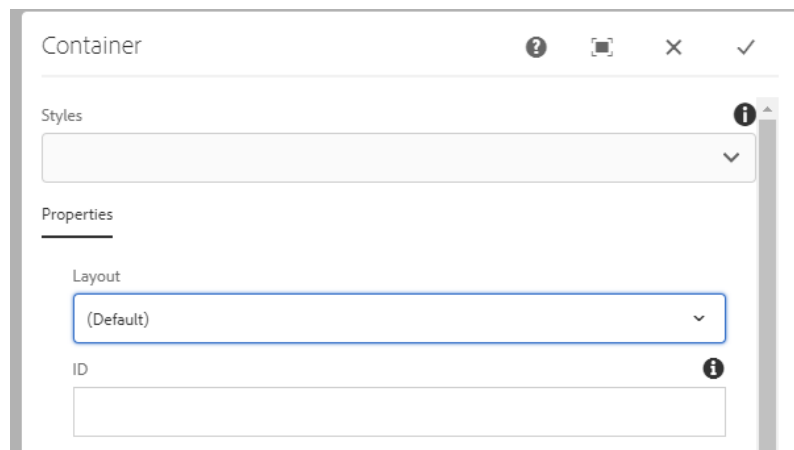 Container
Styles
Properties
Layout
(Default)
ID